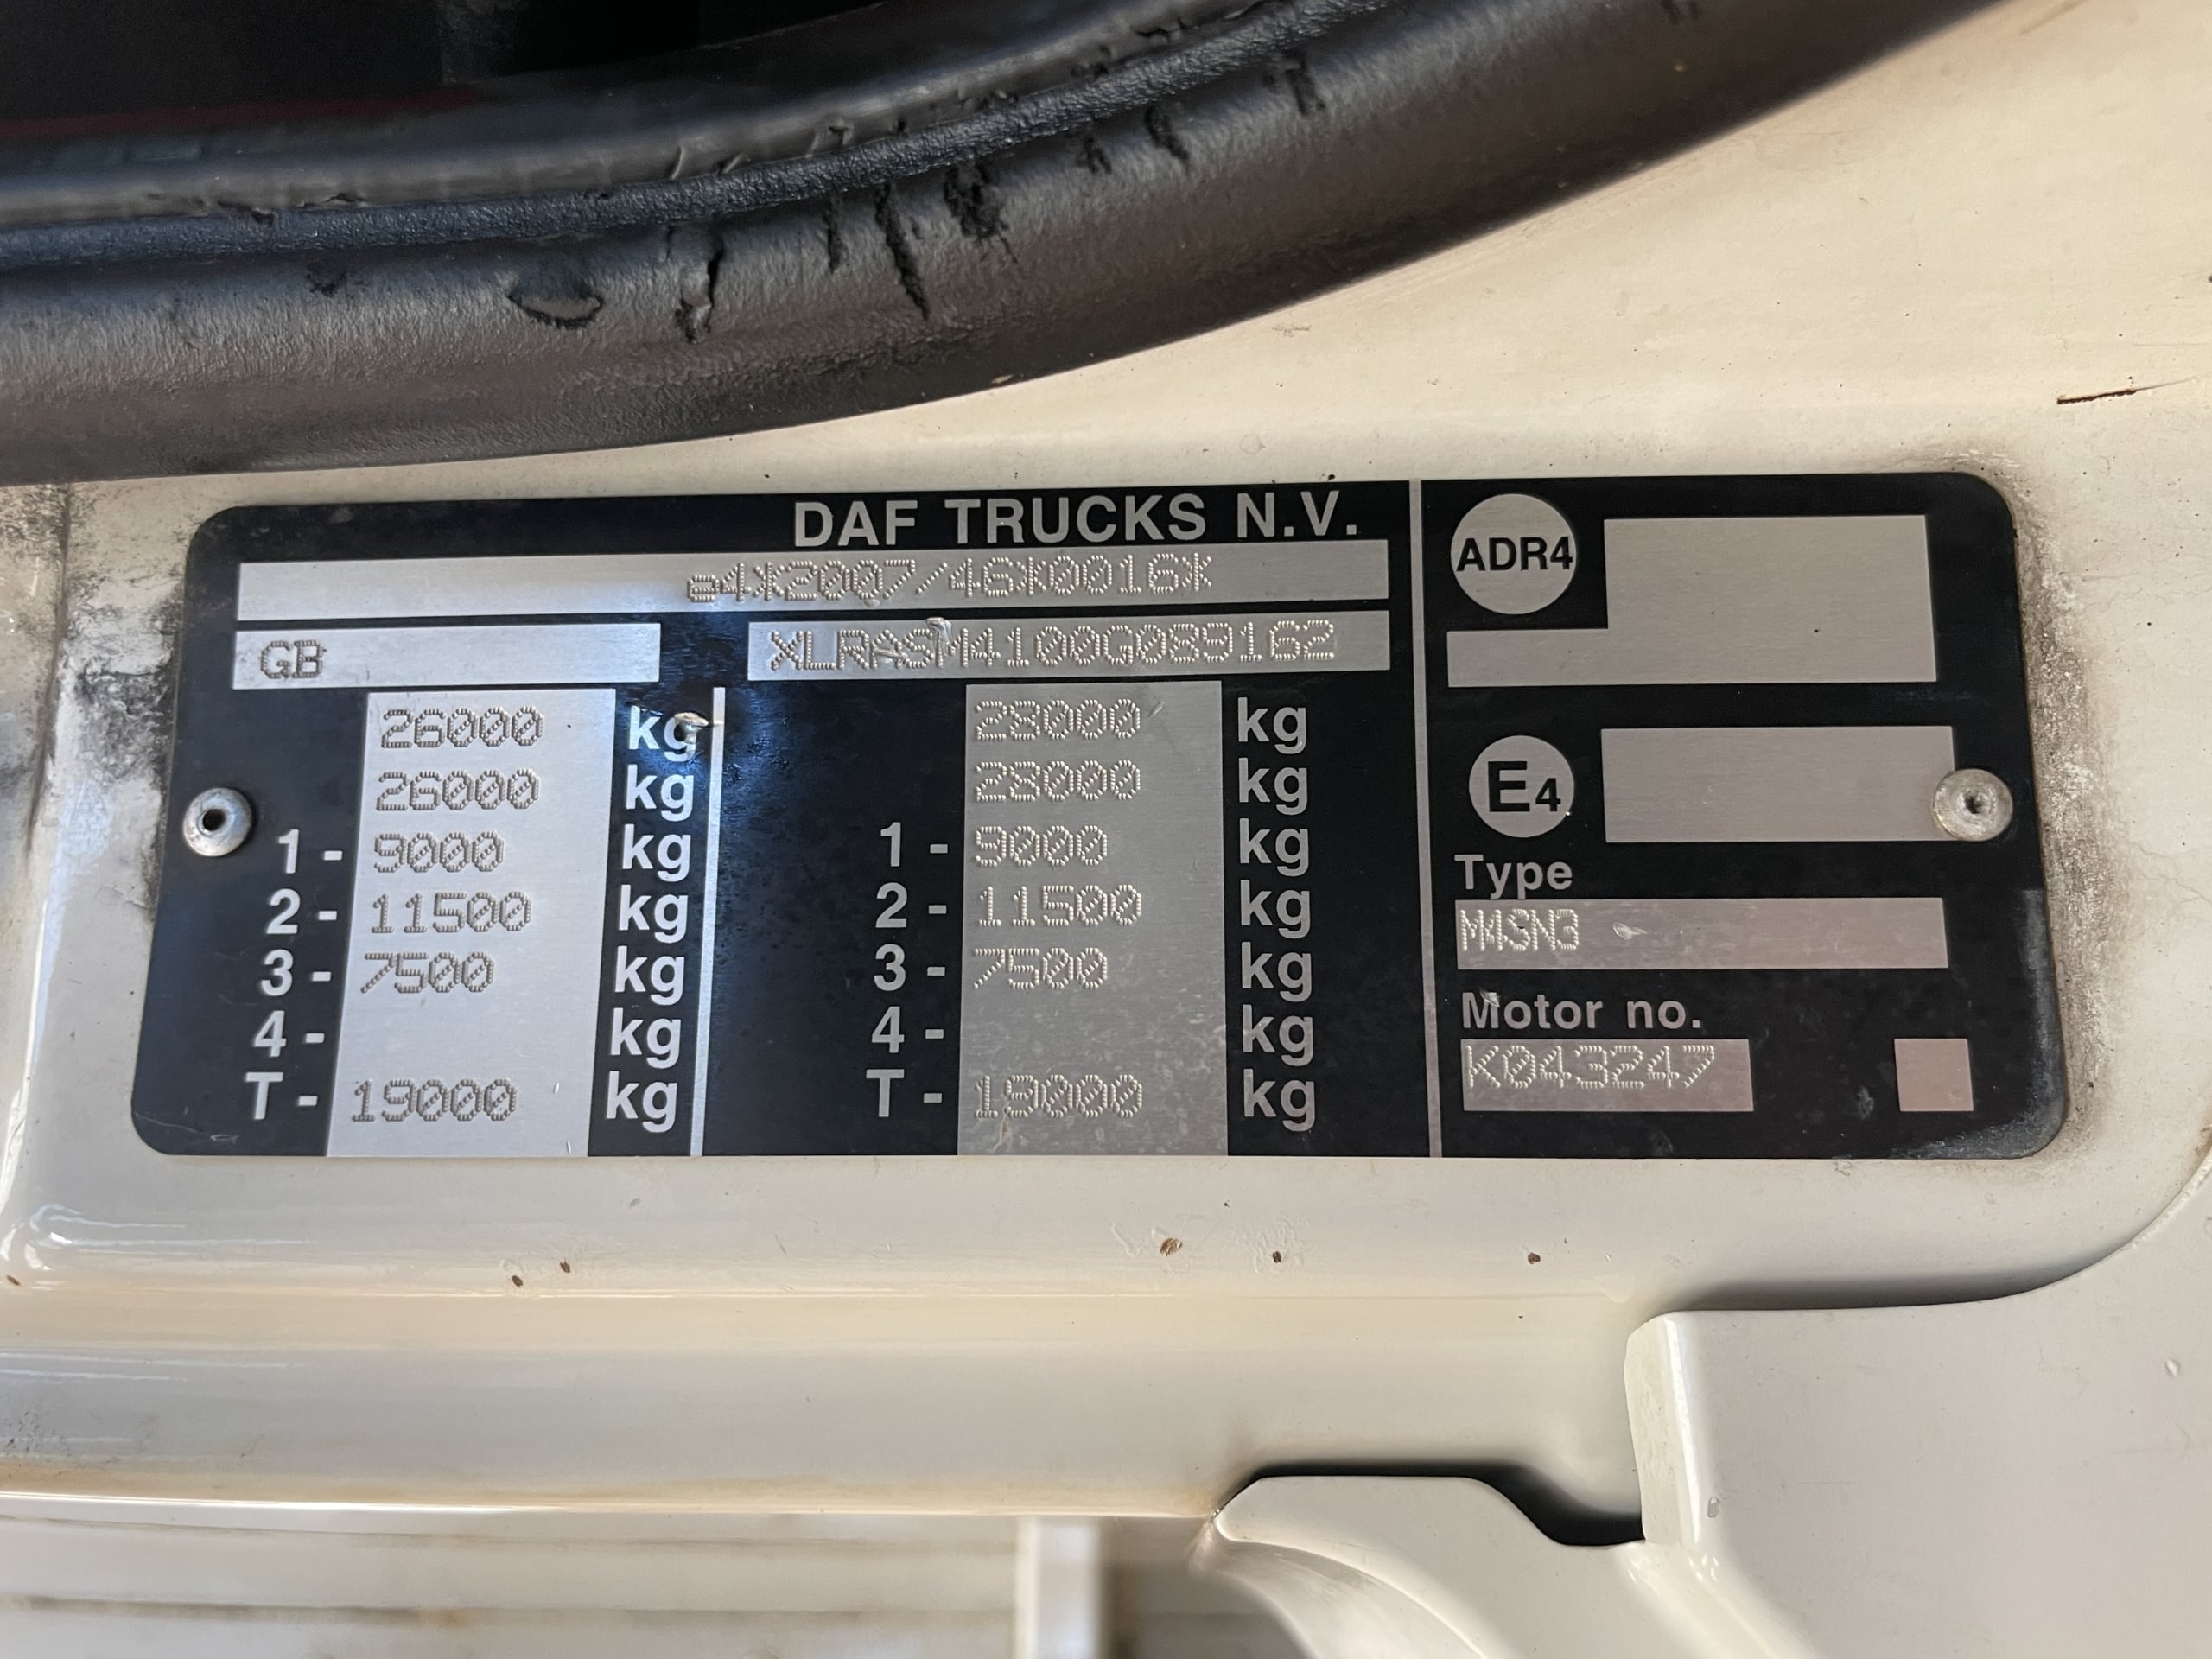 DAF TRUCKS N.V.
e4*2007/46*0016*
GB XLRASM4100G089162
26000 kg 28000 kg
26000 kg 28000 kg
1 - 9000 kg 1 - 9000 kg
2 - 11500 kg 2 - 11500 kg
3 - 7500 kg 3 - 7500 kg
4 - kg 4 - kg
T - 19000 kg T - 19000 kg
ADR4
E4
Type
M4SN3
Motor no.
K043247